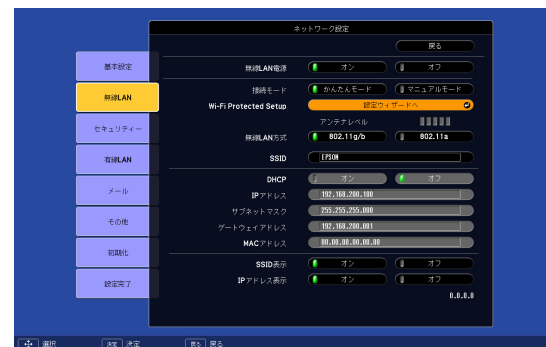 ネットワーク設定
戻る
基本設定
無線LAN
セキュリティー
有線LAN
メール
その他
初期化
設定完了
無線LAN電源 オン オフ
接続モード かんたんモード マニュアルモード
Wi-Fi Protected Setup 設定ウィザードへ
アンテナレベル
無線LAN方式 802.11g/b 802.11a
SSID EPSON
DHCP オン オフ
IPアドレス 192.168.200.100
サブネットマスク 255.255.255.000
ゲートウェイアドレス 192.168.200.001
MACアドレス 00.00.00.00.00.00
SSID表示 オン オフ
IPアドレス表示 オン オフ
0.0.0.0
選択 決定 決定 戻る 戻る